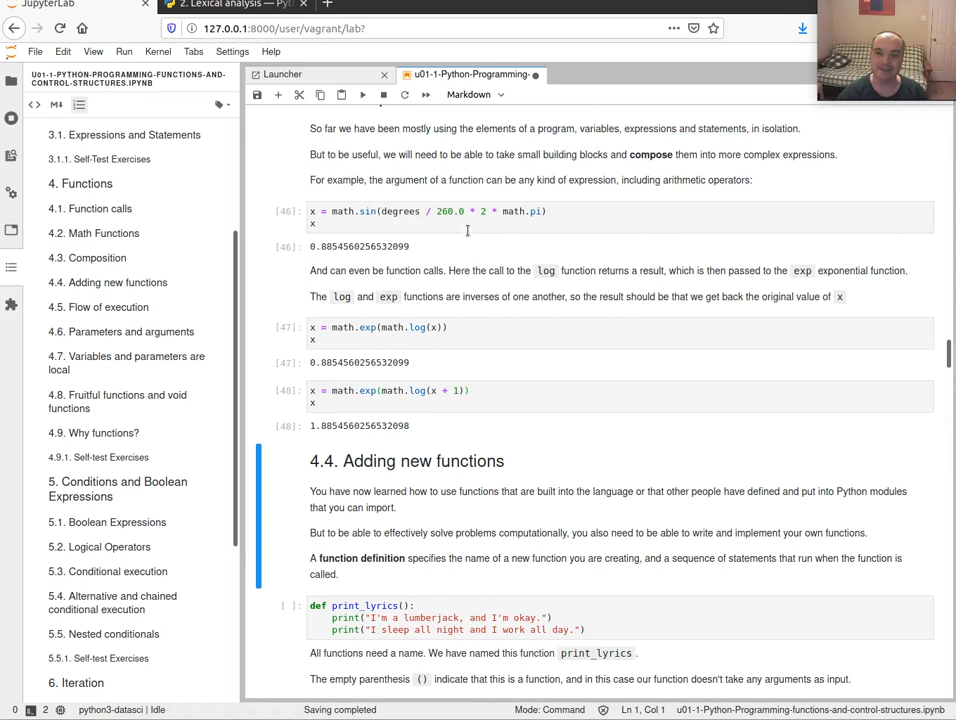 JupyterLab
2. Lexical analysis — Pyt
127.0.0.1:8000/user/vagrant/lab?
File Edit View Run Kernel Tabs Settings Help
U01-1-PYTHON-PROGRAMMING-FUNCTIONS-AND-
CONTROL-STRUCTURES.IPYNB
3.1. Expressions and Statements
3.1.1. Self-Test Exercises
4. Functions
4.1. Function calls
4.2. Math Functions
4.3. Composition
4.4. Adding new functions
4.5. Flow of execution
4.6. Parameters and arguments
4.7. Variables and parameters are
local
4.8. Fruitful functions and void
functions
4.9. Why functions?
4.9.1. Self-test Exercises
5. Conditions and Boolean
Expressions
5.1. Boolean Expressions
5.2. Logical Operators
5.3. Conditional execution
5.4. Alternative and chained
conditional execution
5.5. Nested conditionals
5.5.1. Self-test Exercises
6. Iteration
Launcher
u01-1-Python-Programming-
Markdown
So far we have been mostly using the elements of a program, variables, expressions and statements, in isolation.
But to be useful, we will need to be able to take small building blocks and compose them into more complex expressions.
For example, the argument of a function can be any kind of expression, including arithmetic operators:
[46]: x = math.sin(degrees / 260.0 * 2 * math.pi)
x
[46]: 0.8854560256532099
And can even be function calls. Here the call to the log function returns a result, which is then passed to the exp exponential function.
The log and exp functions are inverses of one another, so the result should be that we get back the original value of x
[47]: x = math.exp(math.log(x))
x
[47]: 0.8854560256532099
[48]: x = math.exp(math.log(x + 1))
x
[48]: 1.8854560256532098
4.4. Adding new functions
You have now learned how to use functions that are built into the language or that other people have defined and put into Python modules
that you can import.
But to be able to effectively solve problems computationally, you also need to be able to write and implement your own functions.
A function definition specifies the name of a new function you are creating, and a sequence of statements that run when the function is
called.
[ ]: def print_lyrics():
print("I'm a lumberjack, and I'm okay.")
print("I sleep all night and I work all day.")
All functions need a name. We have named this function print_lyrics.
The empty parenthesis () indicate that this is a function, and in this case our function doesn't take any arguments as input.
0 2 python3-datasci | Idle Saving completed Mode: Command Ln 1, Col 1 u01-1-Python-Programming-Functions-and-control-structures.ipynb